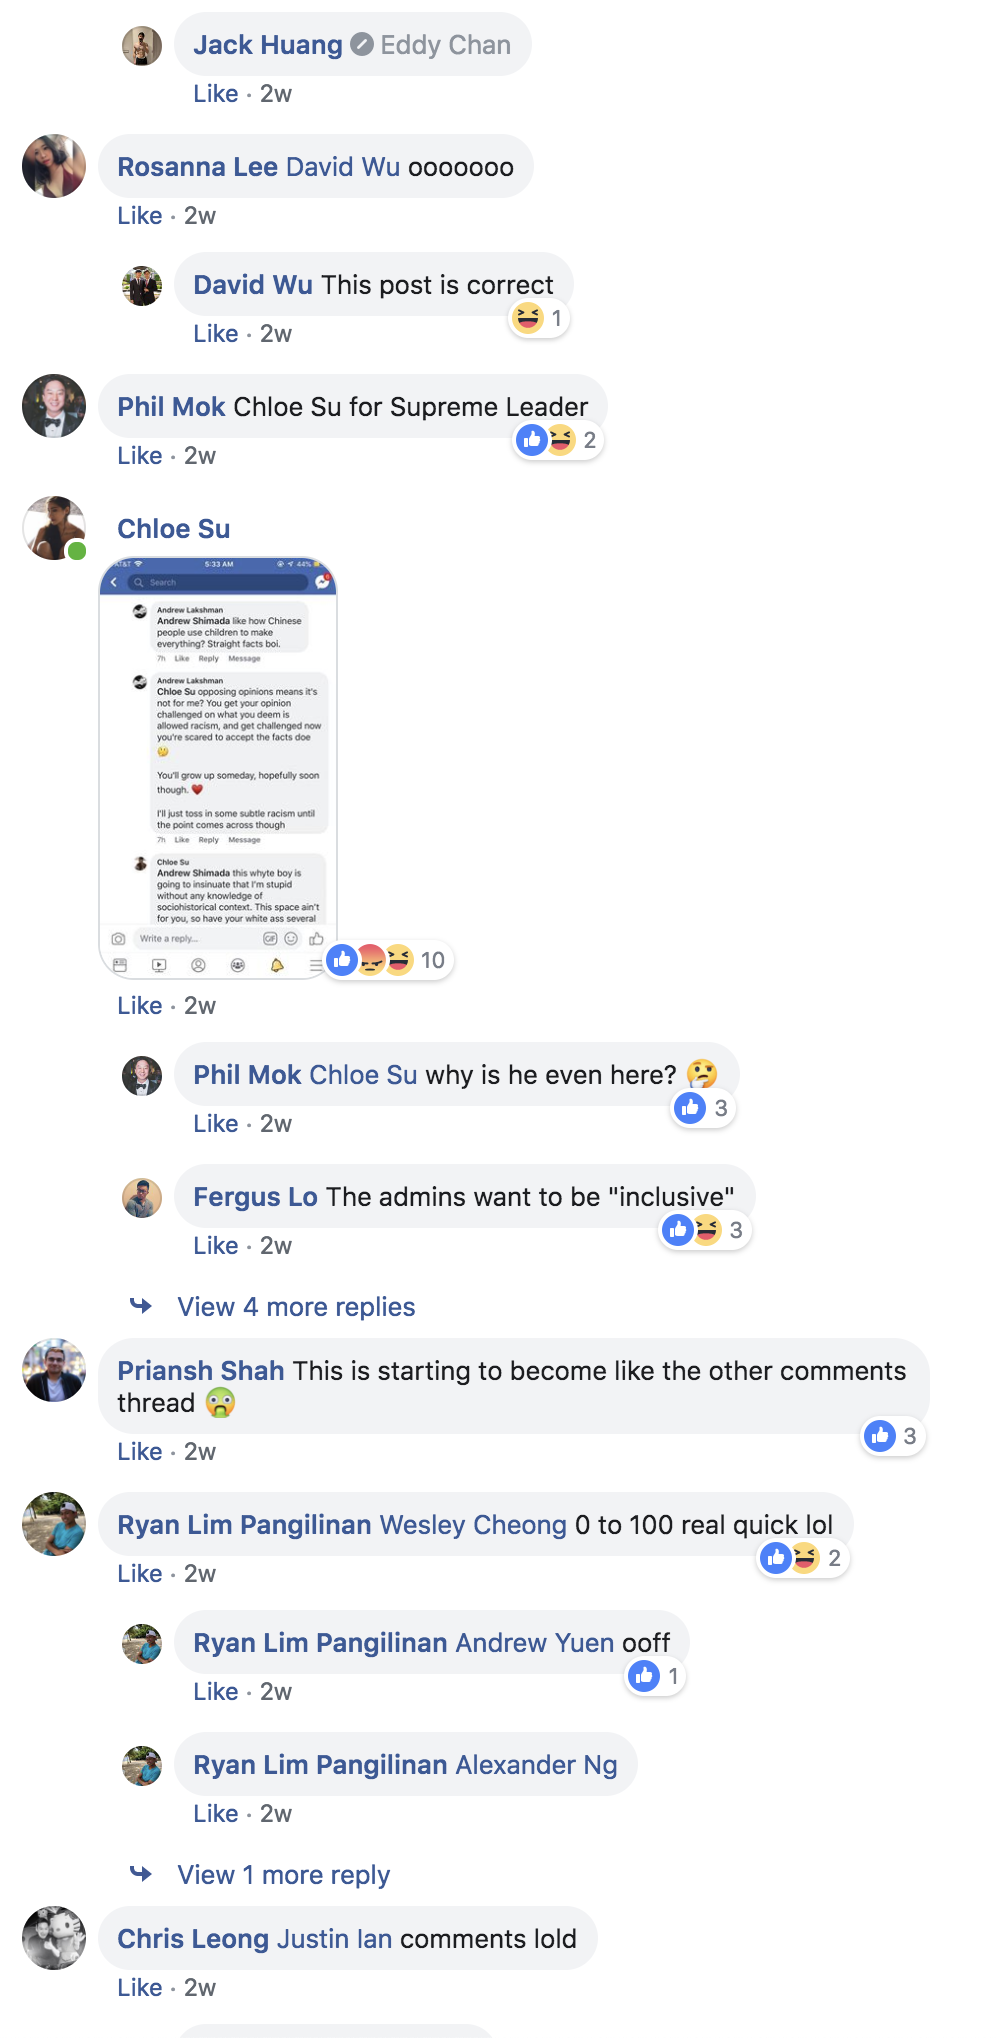 Jack Huang Eddy Chan
Like · 2w
Rosanna Lee David Wu ooooooo
Like · 2w
David Wu This post is correct
1
Like · 2w
Phil Mok Chloe Su for Supreme Leader
2
Like · 2w
Chloe Su
AT&T 5:33 AM 44%
Search
Andrew Lakshman
Andrew Shimada like how Chinese
people use children to make
everything? Straight facts boi.
7h Like Reply Message
Andrew Lakshman
Chloe Su opposing opinions means it's
not for me? You get your opinion
challenged on what you deem is
allowed racism, and get challenged now
you're scared to accept the facts doe
🤔
You'll grow up someday, hopefully soon
though. ❤️
I'll just toss in some subtle racism until
the point comes across though
7h Like Reply Message
Chloe Su
Andrew Shimada this whyte boy is
going to insinuate that I'm stupid
without any knowledge of
sociohistorical context. This space ain't
for you, so have your white ass several
Write a reply...
GIF
10
Like · 2w
Phil Mok Chloe Su why is he even here? 🤔
3
Like · 2w
Fergus Lo The admins want to be "inclusive"
3
Like · 2w
View 4 more replies
Priansh Shah This is starting to become like the other comments
thread 🤮
3
Like · 2w
Ryan Lim Pangilinan Wesley Cheong 0 to 100 real quick lol
2
Like · 2w
Ryan Lim Pangilinan Andrew Yuen ooff
1
Like · 2w
Ryan Lim Pangilinan Alexander Ng
Like · 2w
View 1 more reply
Chris Leong Justin Ian comments lold
Like · 2w